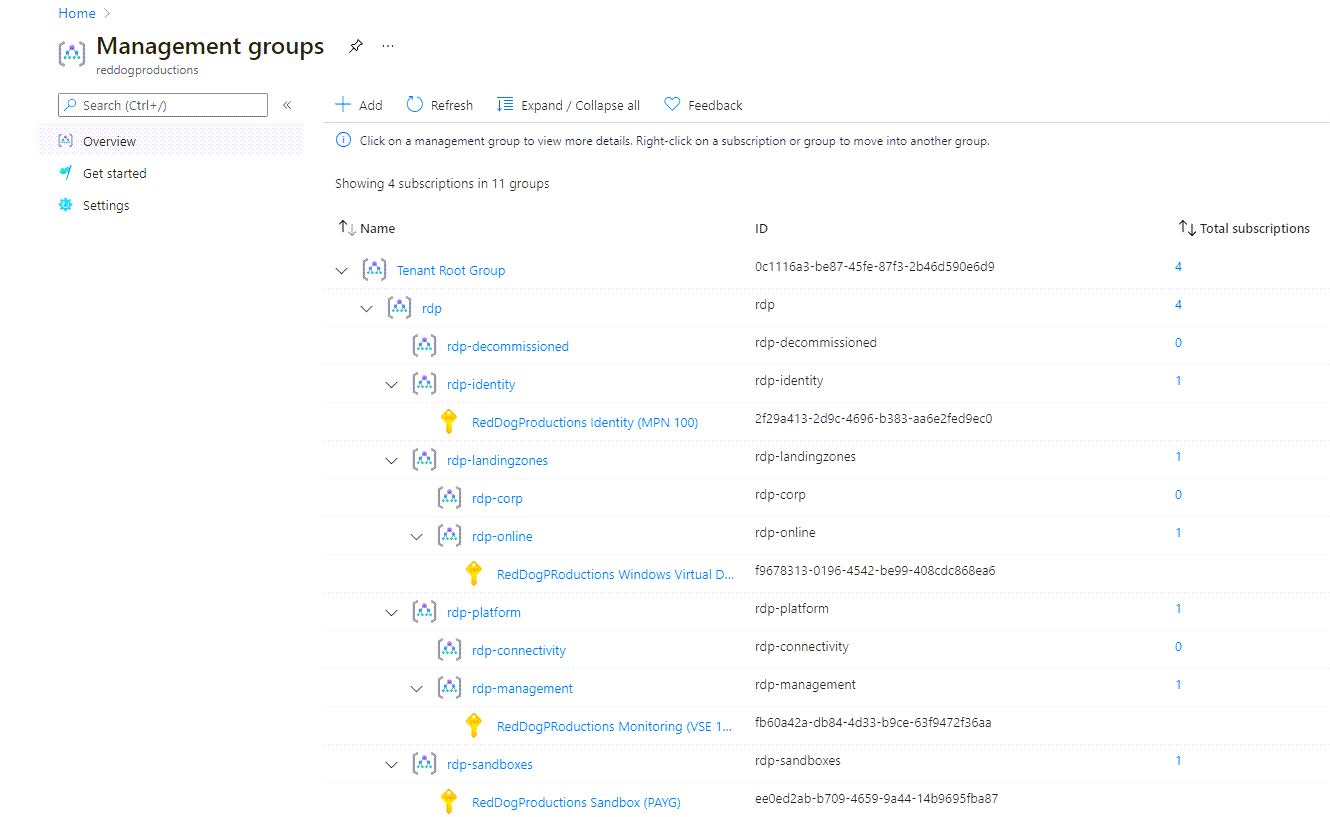 Home
Management groups ...
reddogproductions
Search (Ctrl+/) «
Add Refresh Expand / Collapse all Feedback
Overview
Click on a management group to view more details. Right-click on a subscription or group to move into another group.
Get started
Showing 4 subscriptions in 11 groups
Settings
Name ID Total subscriptions
Tenant Root Group 0c1116a3-be87-45fe-87f3-2b46d590e6d9 4
rdp rdp 4
rdp-decommissioned rdp-decommissioned 0
rdp-identity rdp-identity 1
RedDogProductions Identity (MPN 100) 2f29a413-2d9c-4696-b383-aa6e2fed9ec0
rdp-landingzones rdp-landingzones 1
rdp-corp rdp-corp 0
rdp-online rdp-online 1
RedDogPRoductions Windows Virtual D... f9678313-0196-4542-be99-408cdc868ea6
rdp-platform rdp-platform 1
rdp-connectivity rdp-connectivity 0
rdp-management rdp-management 1
RedDogPRoductions Monitoring (VSE 1... fb60a42a-db84-4d33-b9ce-63f9472f36aa
rdp-sandboxes rdp-sandboxes 1
RedDogProductions Sandbox (PAYG) ee0ed2ab-b709-4659-9a44-14b9695fba87